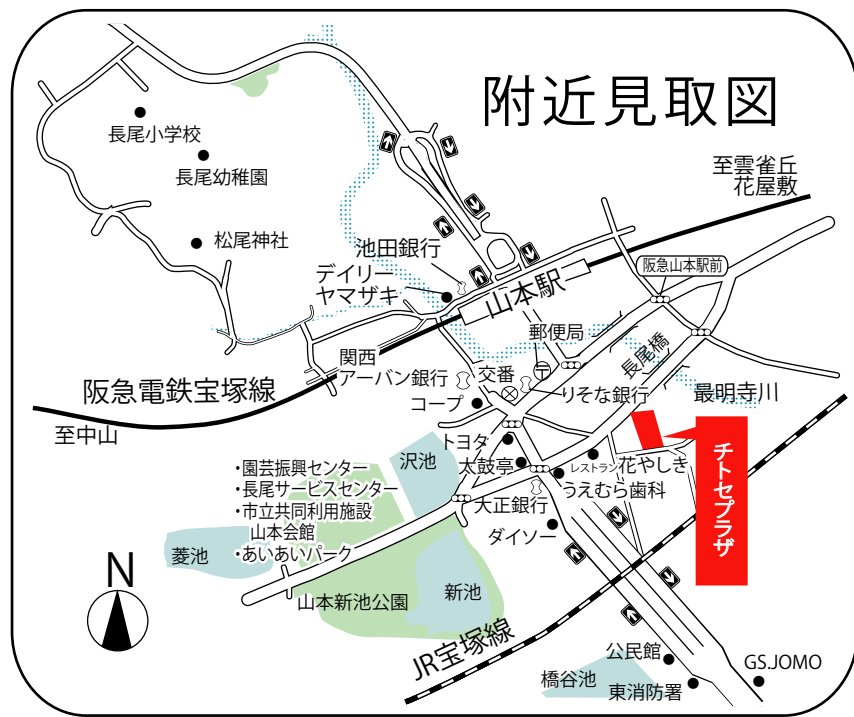 附近見取図
長尾小学校
長尾幼稚園
松尾神社
至雲雀丘
花屋敷
池田銀行
デイリー
ヤマザキ
山本駅
阪急山本駅前
郵便局
長尾橋
関西
アーバン銀行
交番
りそな銀行
コープ
最明寺川
阪急電鉄宝塚線
至中山
トヨタ
太鼓亭
沢池
レストラン花やしき
うえむら歯科
大正銀行
ダイソー
チトセプラザ
・園芸振興センター
・長尾サービスセンター
・市立共同利用施設
山本会館
・あいあいパーク
菱池
新池
山本新池公園
N
JR宝塚線
公民館
橋谷池
東消防署
GS.JOMO